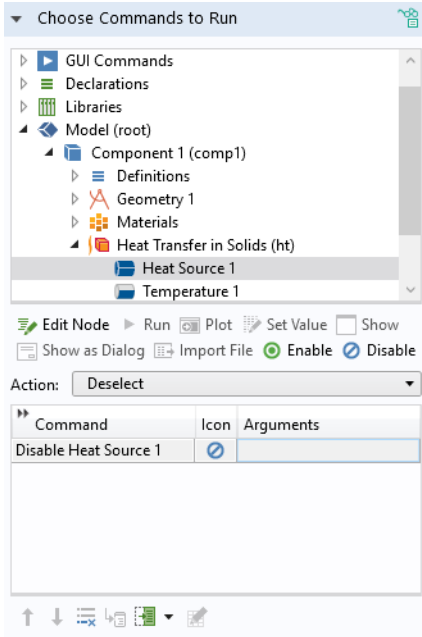 Choose Commands to Run
GUI Commands
Declarations
Libraries
Model (root)
Component 1 (comp1)
Definitions
Geometry 1
Materials
Heat Transfer in Solids (ht)
Heat Source 1
Temperature 1
Edit Node Run Plot Set Value Show
Show as Dialog Import File Enable Disable
Action: Deselect
Command Icon Arguments
Disable Heat Source 1